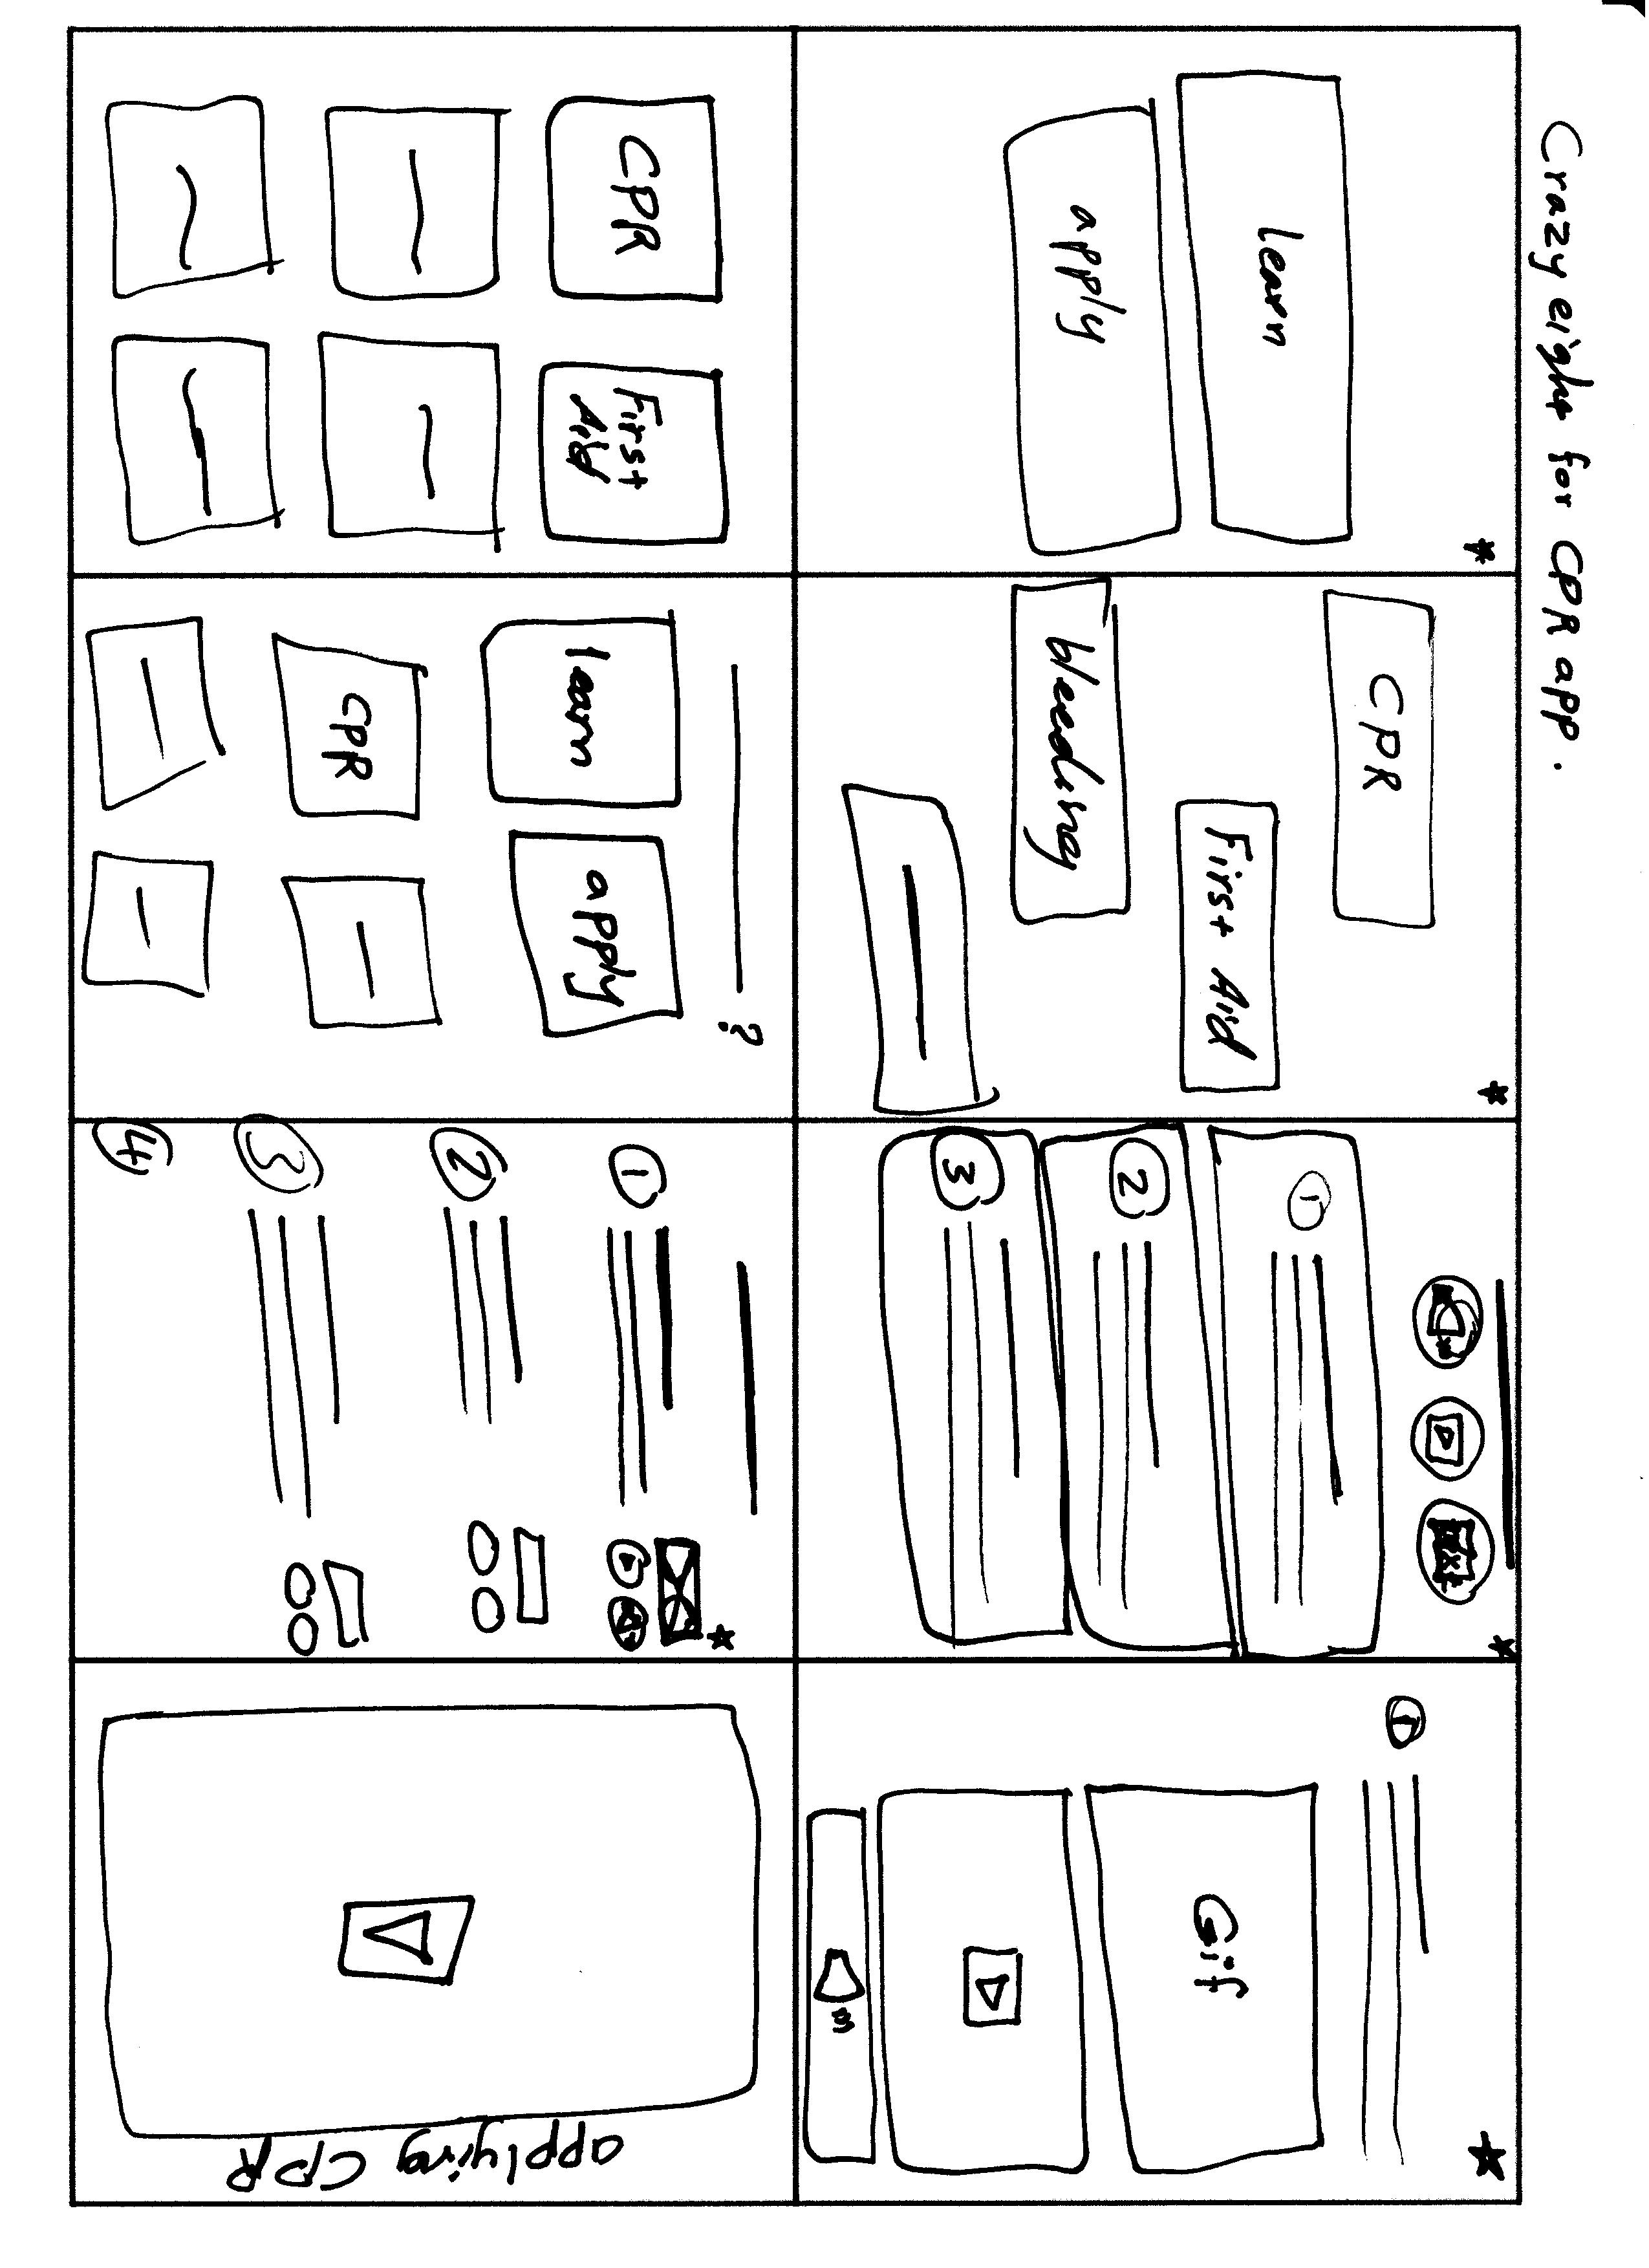 Crazy eight for CPR app.
learn
apply
CPR
First Aid
bleeding
1
2
3
1
Gif
CPR
First
Aid
?
learn
apply
CPR
1
2
3
4
applying CPR